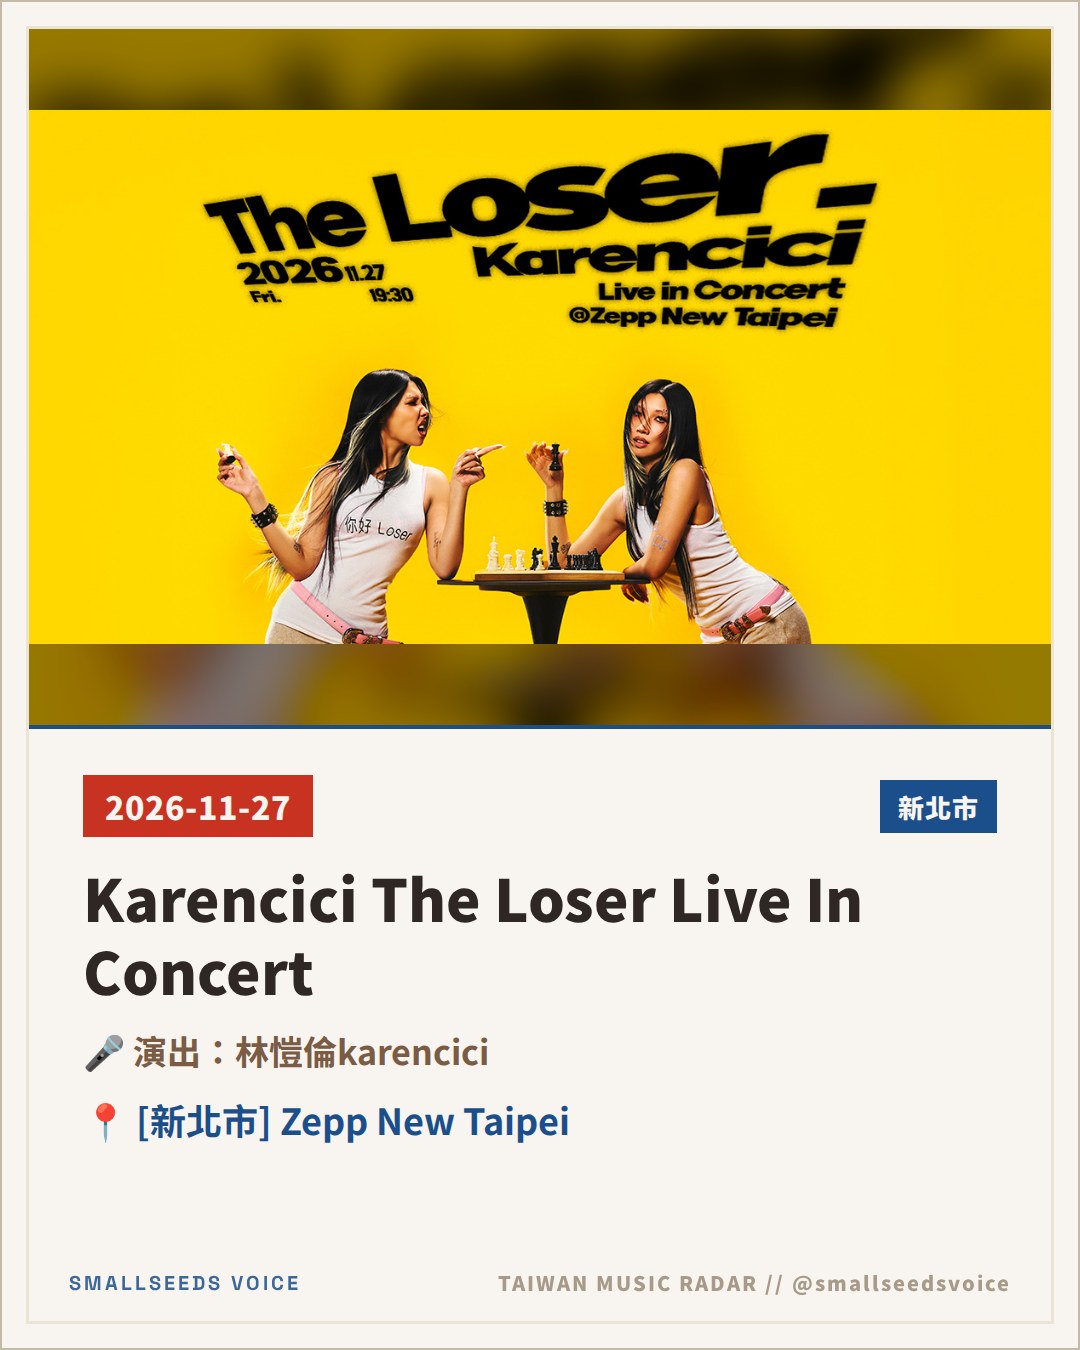 The Loser.
Karencici
2026 11.27
Fri. 19:30
Live in Concert
@Zepp New Taipei
你好 Loser
2026-11-27
新北市
Karencici The Loser Live In
Concert
🎤 演出：林愷倫karencici
📍 [新北市] Zepp New Taipei
SMALLSEEDS VOICE
TAIWAN MUSIC RADAR // @smallseedsvoice